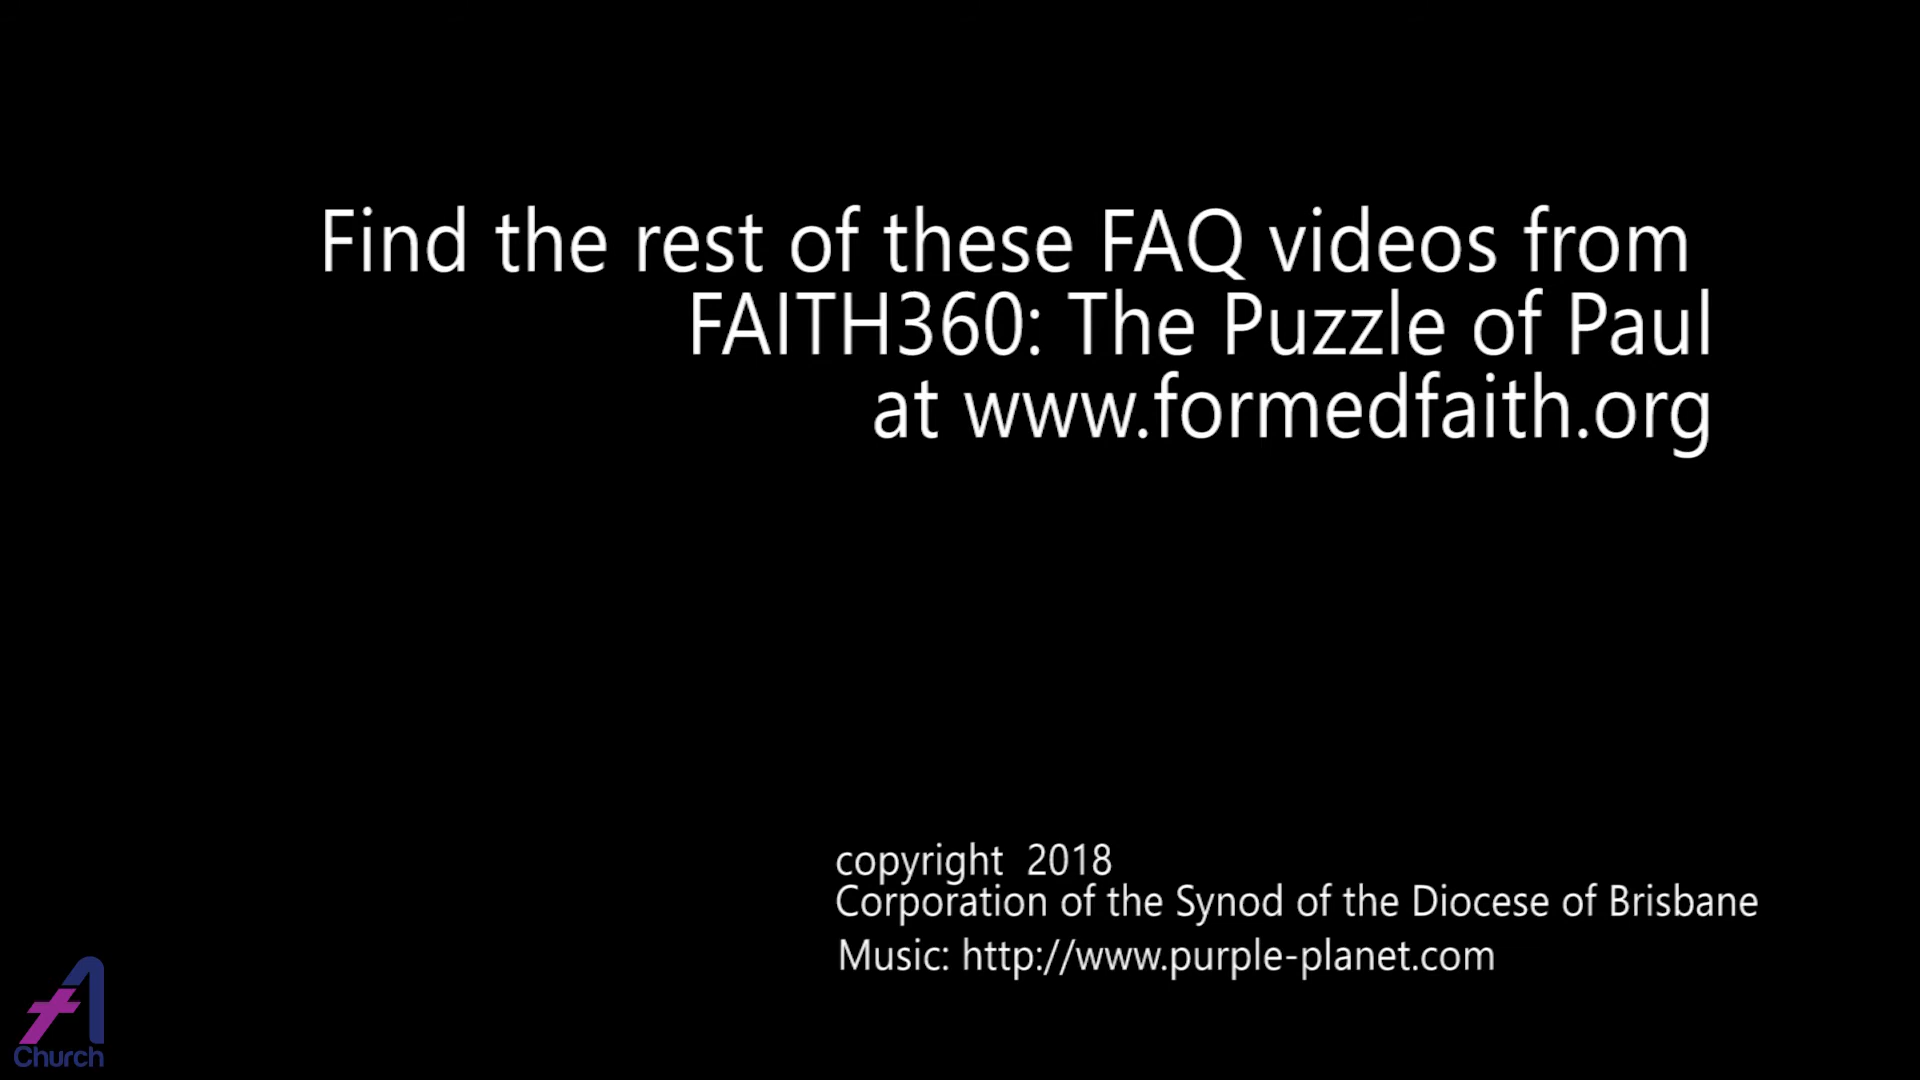 Find the rest of these FAQ videos from
FAITH360: The Puzzle of Paul
at www.formedfaith.org
copyright 2018
Corporation of the Synod of the Diocese of Brisbane
Music: http://www.purple-planet.com
Church